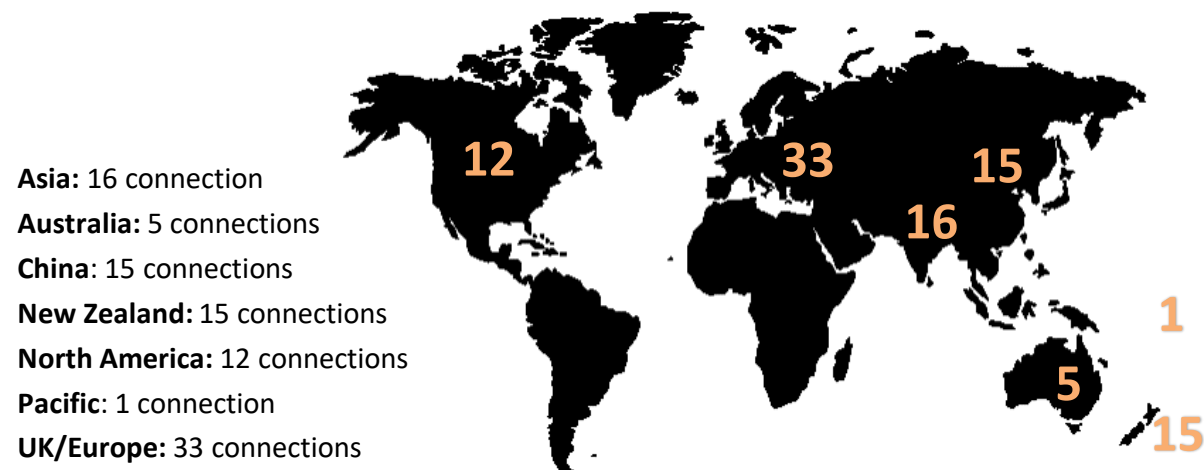 Asia: 16 connection
Australia: 5 connections
China: 15 connections
New Zealand: 15 connections
North America: 12 connections
Pacific: 1 connection
UK/Europe: 33 connections
12
33
15
16
1
5
15